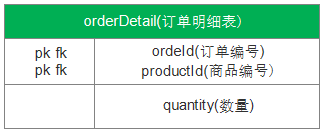 orderDetail(订单明细表)
pk fk ordeId(订单编号)
pk fk productId(商品编号)
quantity(数量)